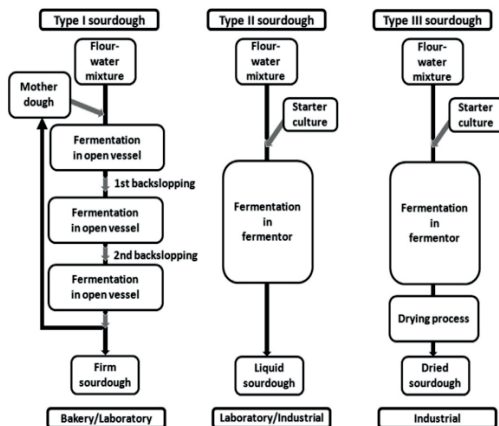 Type I sourdough
Flour-
water
mixture
Mother
dough
Fermentation
in open vessel
1st backslopping
Fermentation
in open vessel
2nd backslopping
Fermentation
in open vessel
Firm
sourdough
Bakery/Laboratory
Type II sourdough
Flour-
water
mixture
Starter
culture
Fermentation
in
fermentor
Liquid
sourdough
Laboratory/Industrial
Type III sourdough
Flour-
water
mixture
Starter
culture
Fermentation
in
fermentor
Drying process
Dried
sourdough
Industrial